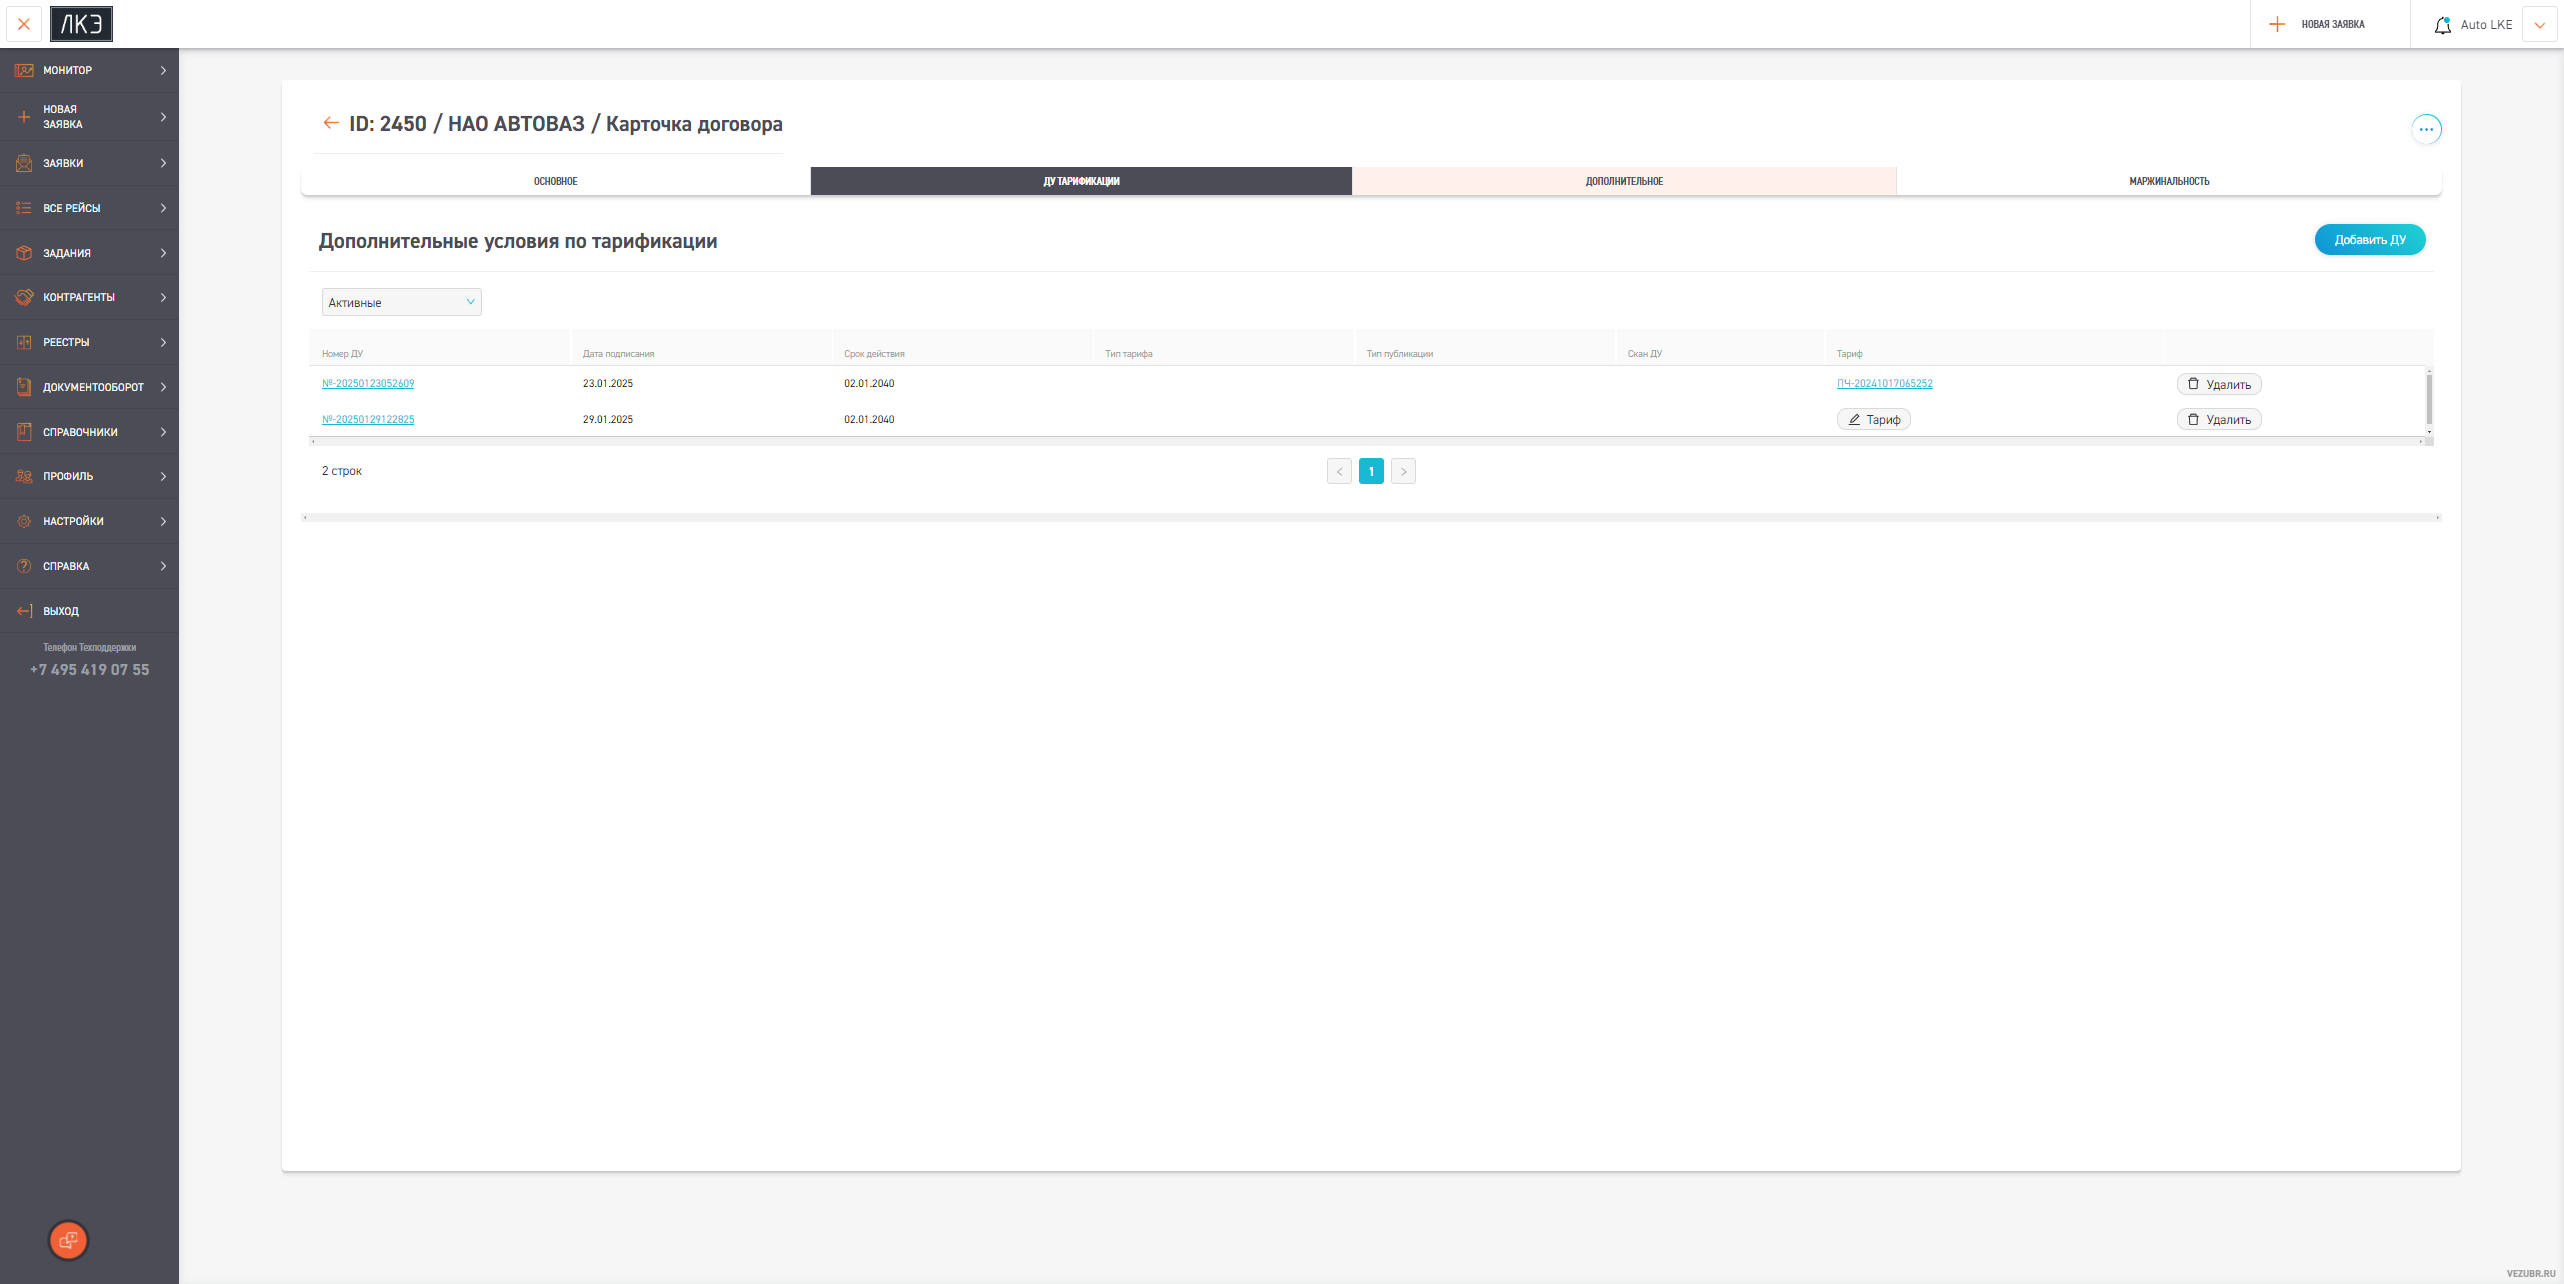 ЛКЭ
НОВАЯ ЗАЯВКА
Auto LKE
МОНИТОР
НОВАЯ
ЗАЯВКА
ЗАЯВКИ
ВСЕ РЕЙСЫ
ЗАДАНИЯ
КОНТРАГЕНТЫ
РЕЕСТРЫ
ДОКУМЕНТООБОРОТ
СПРАВОЧНИКИ
ПРОФИЛЬ
НАСТРОЙКИ
СПРАВКА
ВЫХОД
Телефон Техподдержки
+7 495 419 07 55
ID: 2450 / НАО АВТОВАЗ / Карточка договора
ОСНОВНОЕ ДУ ТАРИФИКАЦИИ ДОПОЛНИТЕЛЬНОЕ МАРЖИНАЛЬНОСТЬ
Дополнительные условия по тарификации
Добавить ДУ
Активные
Номер ДУ Дата подписания Срок действия Тип тарифа Тип публикации Скан ДУ Тариф
№-20250123052609 23.01.2025 02.01.2040 ПЧ-20241017065252 Удалить
№-20250129122825 29.01.2025 02.01.2040 Тариф Удалить
2 строк
< 1 >
VEZUBR.RU